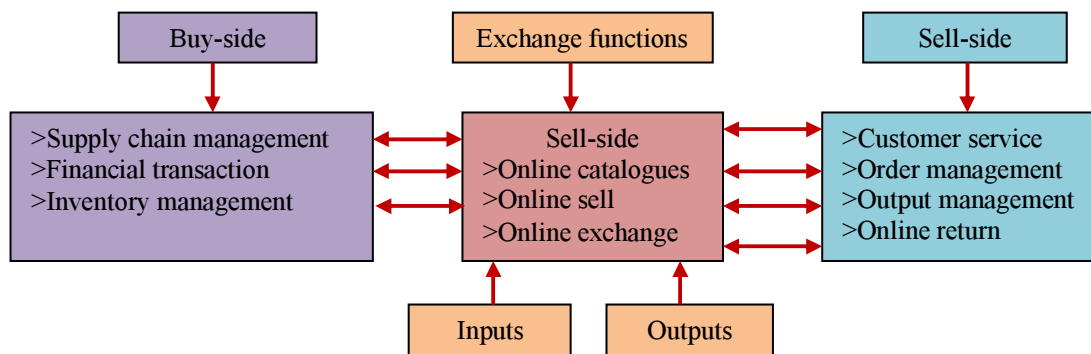 Buy-side
Exchange functions
Sell-side
>Supply chain management
>Financial transaction
>Inventory management
Sell-side
>Online catalogues
>Online sell
>Online exchange
>Customer service
>Order management
>Output management
>Online return
Inputs
Outputs